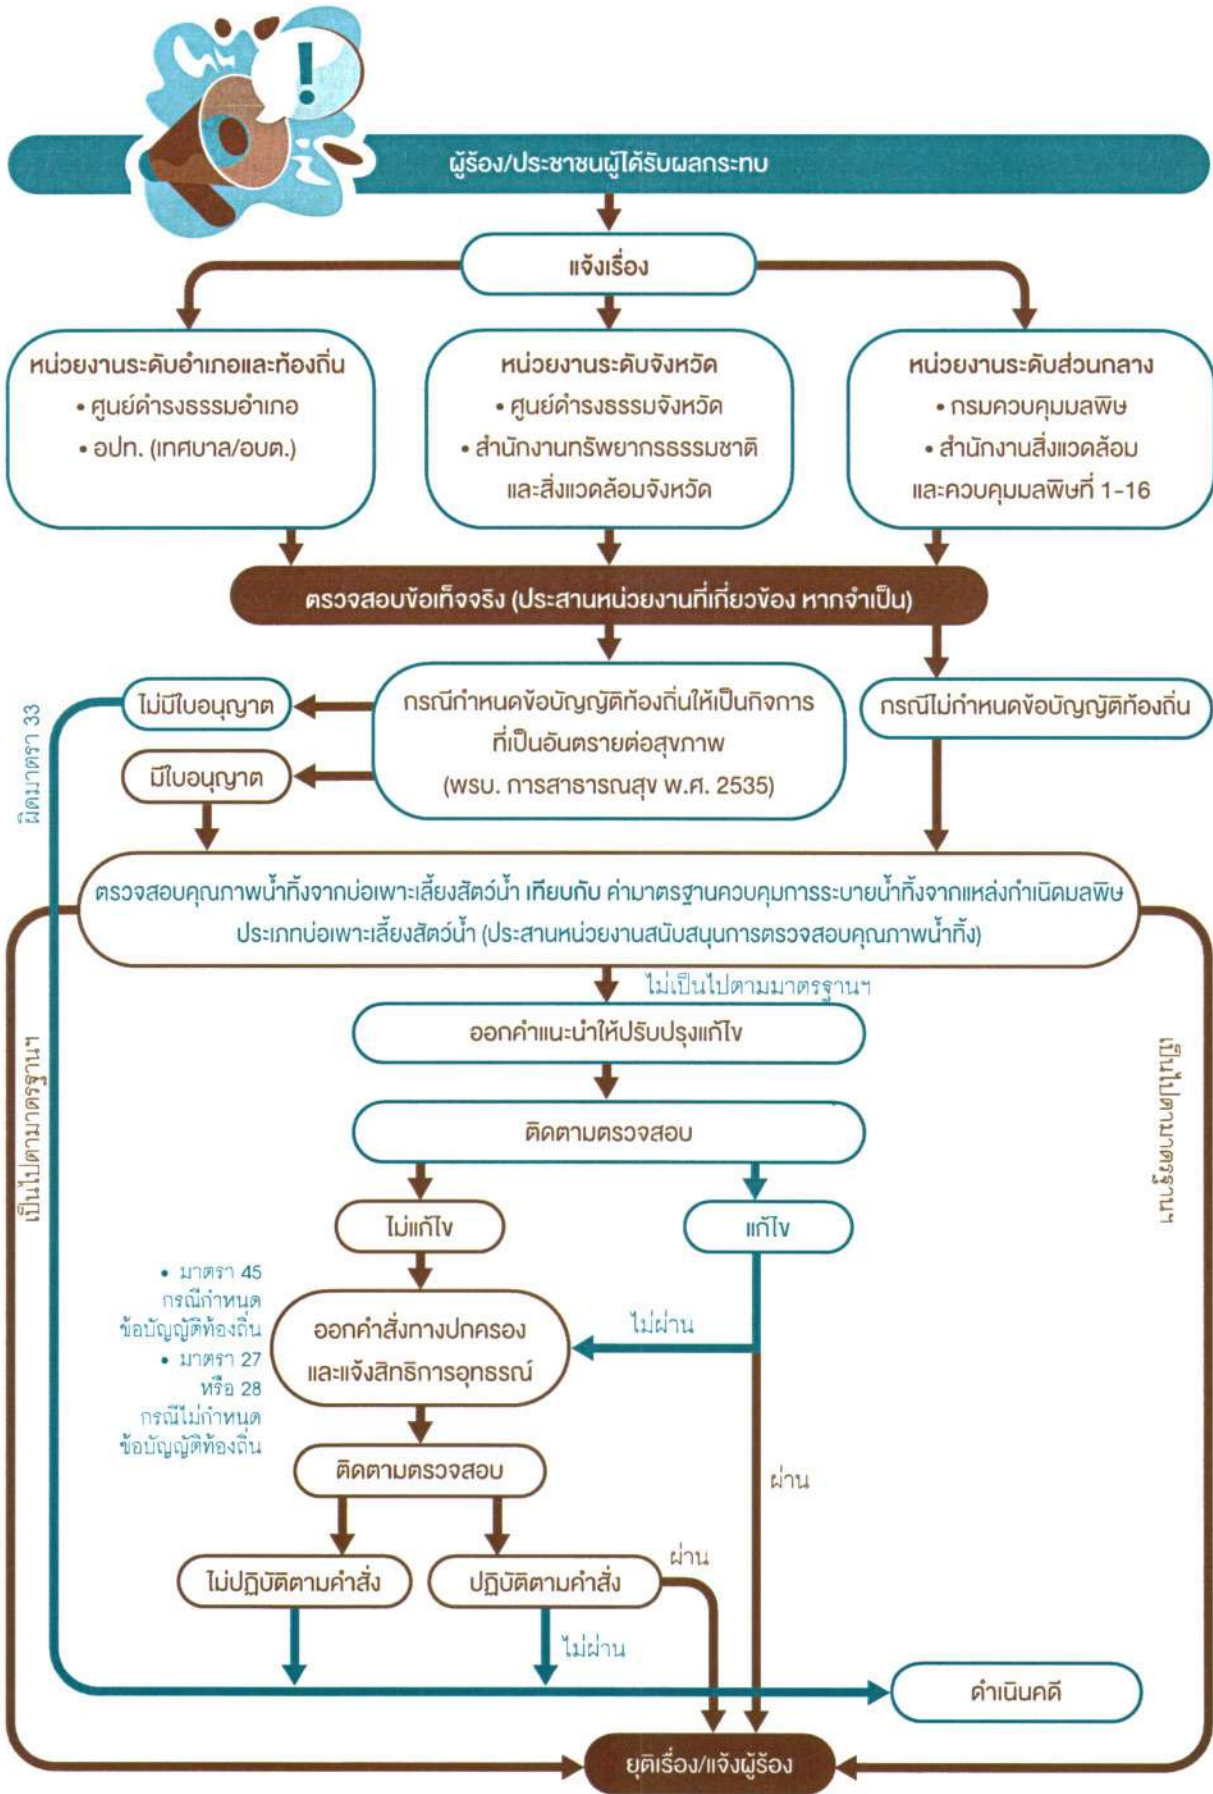 !
ผู้ร้อง/ประชาชนผู้ได้รับผลกระทบ
แจ้งเรื่อง
หน่วยงานระดับอำเภอและท้องถิ่น
• ศูนย์ดำรงธรรมอำเภอ
• อปท. (เทศบาล/อบต.)
หน่วยงานระดับจังหวัด
• ศูนย์ดำรงธรรมจังหวัด
• สำนักงานทรัพยากรธรรมชาติ
และสิ่งแวดล้อมจังหวัด
หน่วยงานระดับส่วนกลาง
• กรมควบคุมมลพิษ
• สำนักงานสิ่งแวดล้อม
และควบคุมมลพิษที่ 1-16
ตรวจสอบข้อเท็จจริง (ประสานหน่วยงานที่เกี่ยวข้อง หากจำเป็น)
ไม่มีใบอนุญาต
มีใบอนุญาต
กรณีกำหนดข้อบัญญัติท้องถิ่นให้เป็นกิจการ
ที่เป็นอันตรายต่อสุขภาพ
(พรบ. การสาธารณสุข พ.ศ. 2535)
กรณีไม่กำหนดข้อบัญญัติท้องถิ่น
ผิดมาตรา 33
ตรวจสอบคุณภาพน้ำทิ้งจากบ่อเพาะเลี้ยงสัตว์น้ำ เทียบกับ ค่ามาตรฐานควบคุมการระบายน้ำทิ้งจากแหล่งกำเนิดมลพิษ
ประเภทบ่อเพาะเลี้ยงสัตว์น้ำ (ประสานหน่วยงานสนับสนุนการตรวจสอบคุณภาพน้ำทิ้ง)
ไม่เป็นไปตามมาตรฐานฯ
ออกคำแนะนำให้ปรับปรุงแก้ไข
เป็นไปตามาตรฐานฯ
เป็นไปตามาตรฐานฯ
ติดตามตรวจสอบ
ไม่แก้ไข
แก้ไข
• มาตรา 45
กรณีกำหนด
ข้อบัญญัติท้องถิ่น
• มาตรา 27
หรือ 28
กรณีไม่กำหนด
ข้อบัญญัติท้องถิ่น
ออกคำสั่งทางปกครอง
และแจ้งสิทธิการอุทธรณ์
ไม่ผ่าน
ติดตามตรวจสอบ
ผ่าน
ไม่ปฏิบัติตามคำสั่ง
ปฏิบัติตามคำสั่ง
ผ่าน
ไม่ผ่าน
ดำเนินคดี
ยุติเรื่อง/แจ้งผู้ร้อง